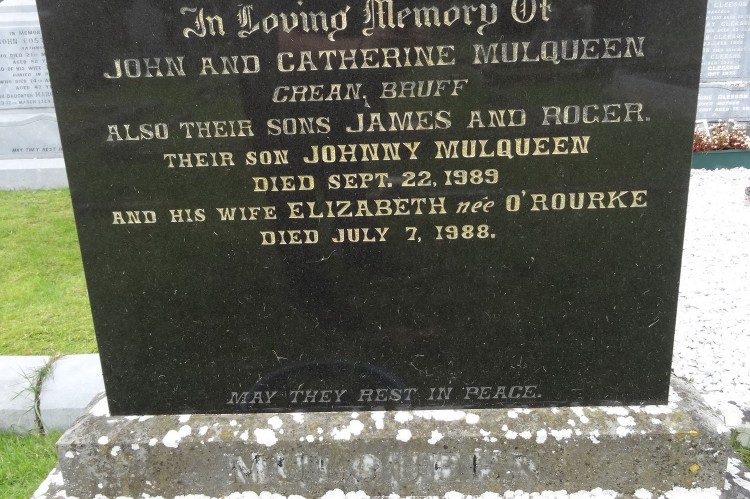 In Loving Memory Of
JOHN AND CATHERINE MULQUEEN
CREAN, BRUFF
ALSO THEIR SONS JAMES AND ROGER.
THEIR SON JOHNNY MULQUEEN
DIED SEPT. 22, 1989
AND HIS WIFE ELIZABETH née O'ROURKE
DIED JULY 7, 1988.
MAY THEY REST IN PEACE.
MULQUEEN